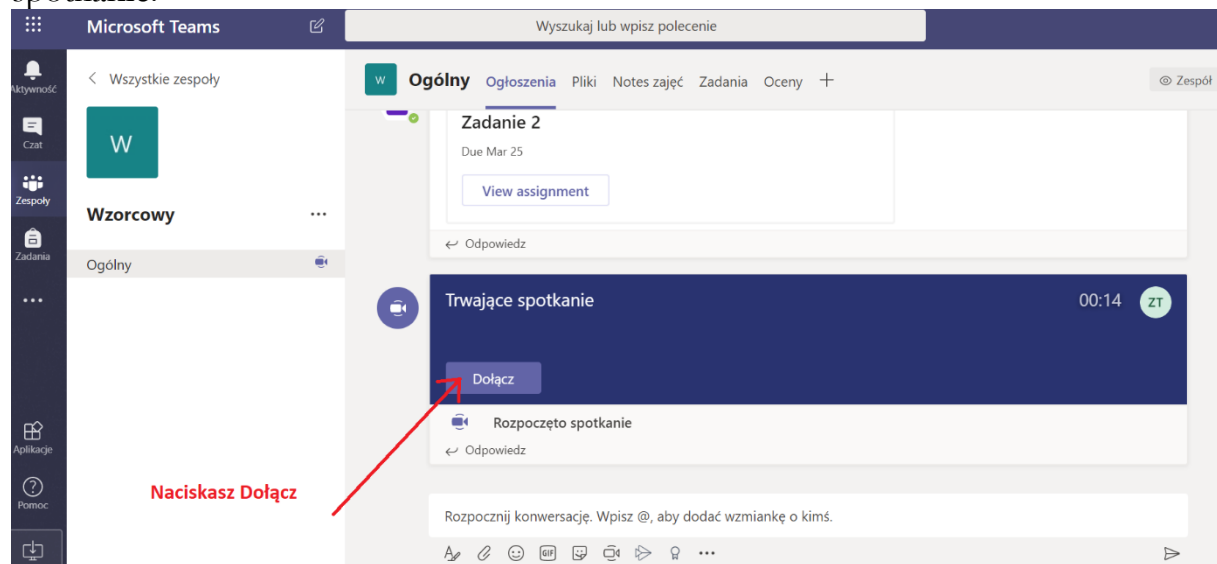 spotkanie.
Microsoft Teams
Wyszukaj lub wpisz polecenie
Aktywność
Czat
Zespoły
Zadania
Aplikacje
Pomoc
Wszystkie zespoły
W
Wzorcowy
Ogólny
W Ogólny Ogłoszenia Pliki Notes zajęć Zadania Oceny
Zespół
Zadanie 2
Due Mar 25
View assignment
Odpowiedz
Trwające spotkanie 00:14 ZT
Dołącz
Rozpoczęto spotkanie
Odpowiedz
Naciskasz Dołącz
Rozpocznij konwersację. Wpisz @, aby dodać wzmiankę o kimś.
GIF